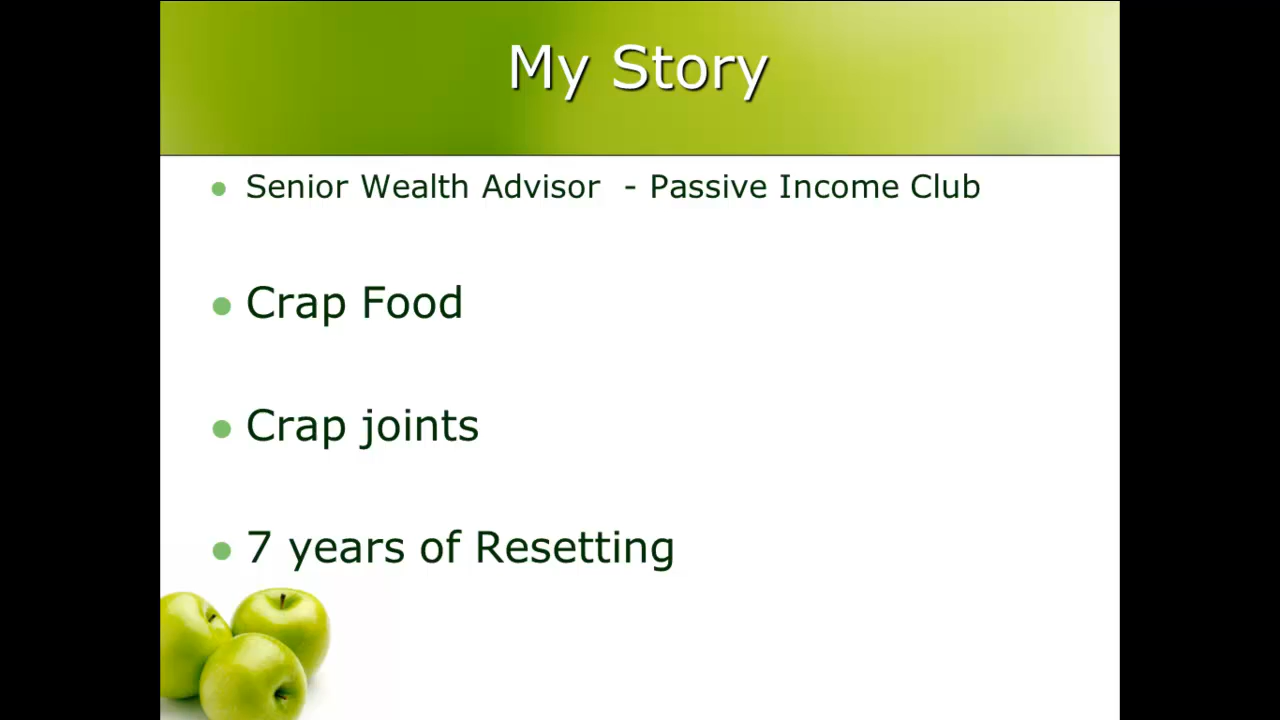 My Story
Senior Wealth Advisor - Passive Income Club
Crap Food
Crap joints
7 years of Resetting